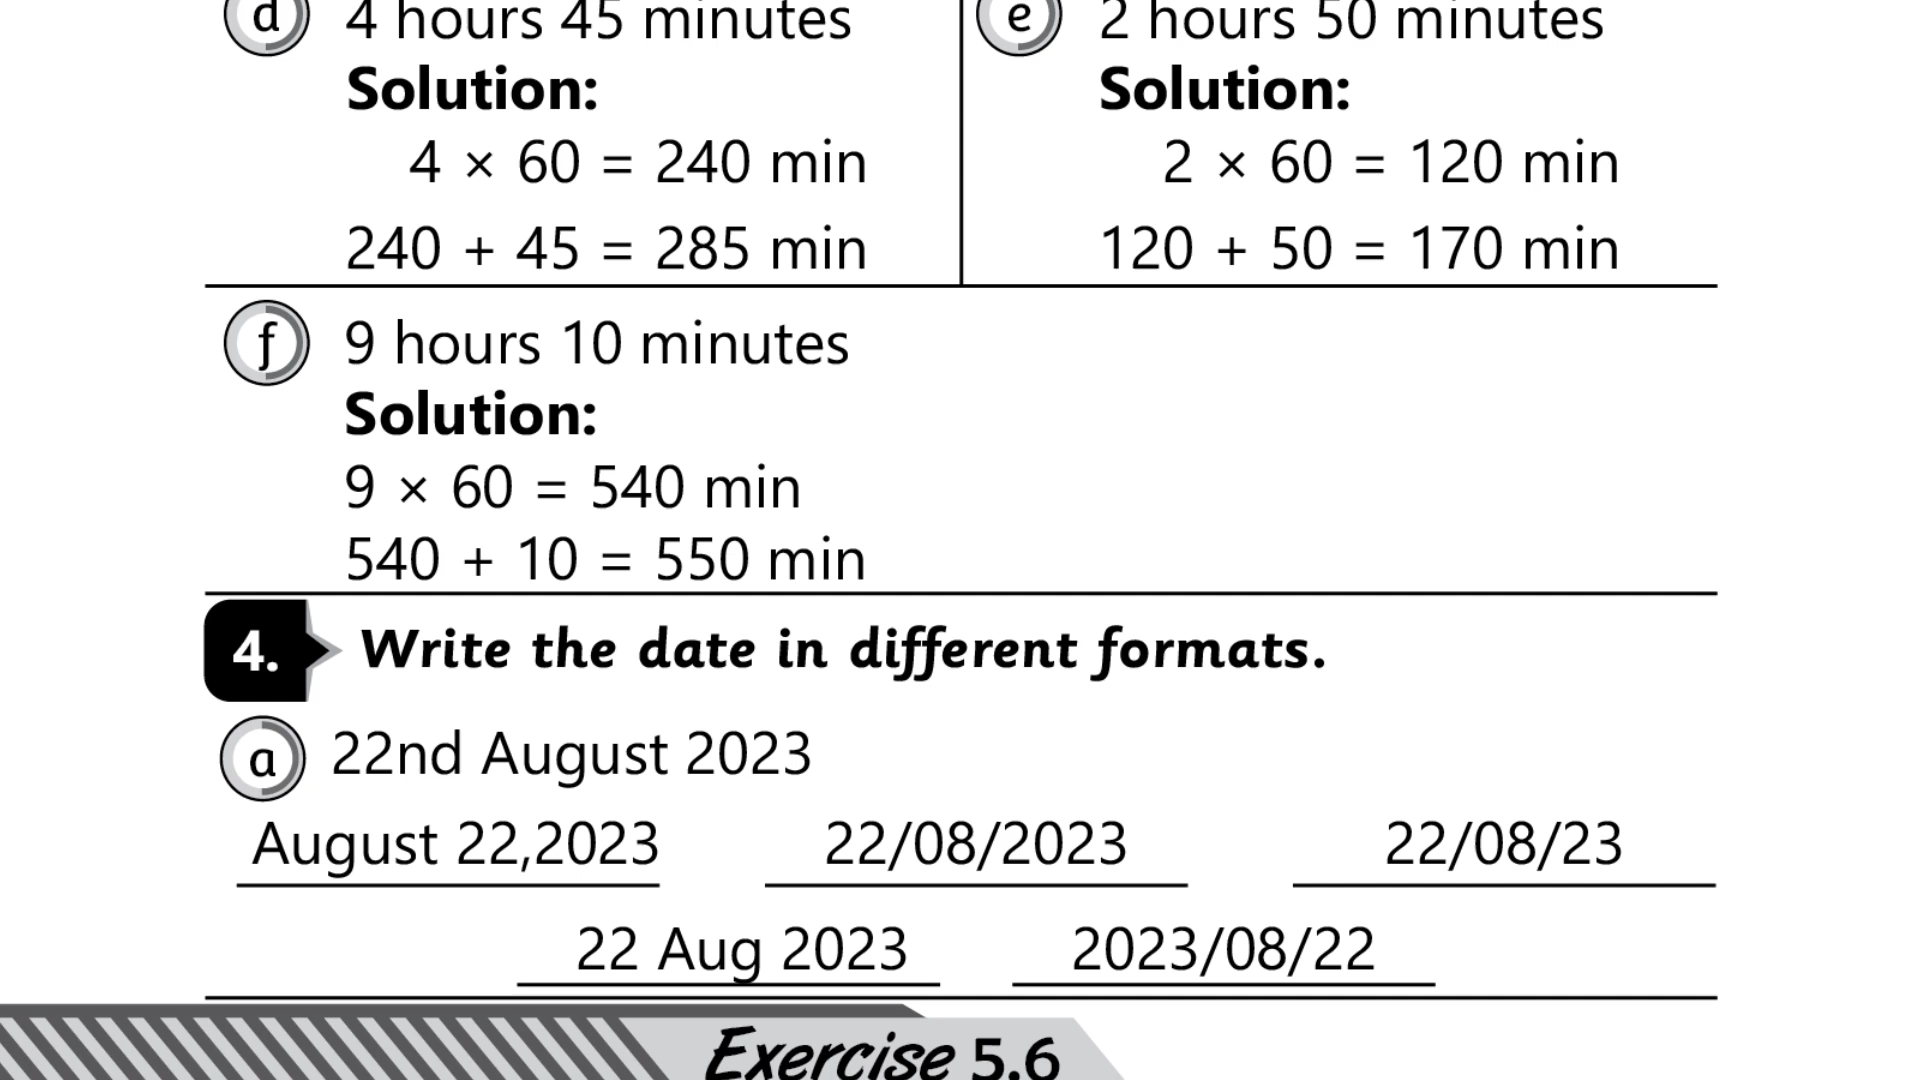 d 4 hours 45 minutes
Solution:
4 × 60 = 240 min
240 + 45 = 285 min
e 2 hours 50 minutes
Solution:
2 × 60 = 120 min
120 + 50 = 170 min
f 9 hours 10 minutes
Solution:
9 × 60 = 540 min
540 + 10 = 550 min
4. Write the date in different formats.
a 22nd August 2023
August 22,2023 22/08/2023 22/08/23
22 Aug 2023 2023/08/22
Exercise 5.6